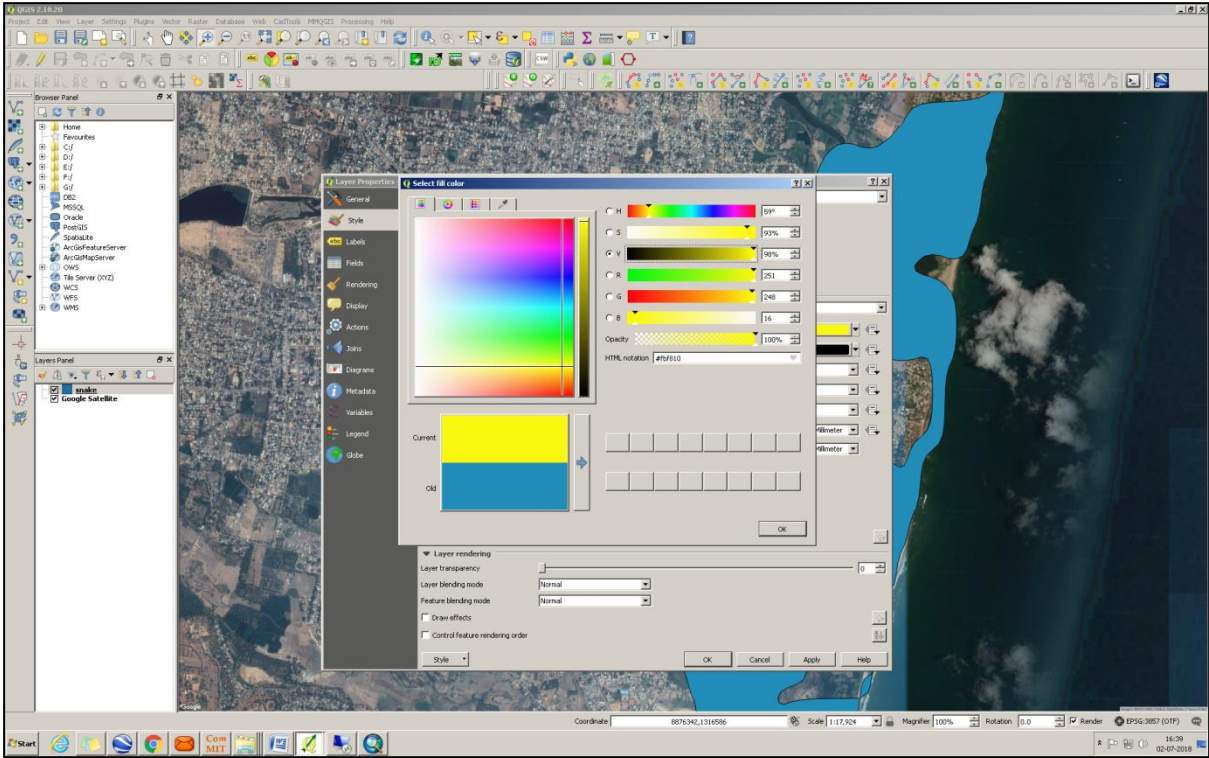 QGIS 2.18.20
Project Edit View Layer Settings Plugins Vector Raster Database Web CadTools MMQGIS Processing Help
CSW
Browser Panel
Home
Favourites
C:/
D:/
E:/
F:/
G:/
DB2
MSSQL
Oracle
PostGIS
SpatiaLite
ArcGisFeatureServer
ArcGisMapServer
OWS
Tile Server (XYZ)
WCS
WFS
WMS
Layers Panel
snake
Google Satellite
Layer Properties
General
Style
Labels
Fields
Rendering
Display
Actions
Joins
Diagrams
Metadata
Variables
Legend
Globe
Select fill color
H 59°
S 93%
V 98%
R 251
G 248
B 16
Opacity 100%
HTML notation #fbf810
Current
Old
OK
Millimeter
Millimeter
Layer rendering
Layer transparency 0
Layer blending mode Normal
Feature blending mode Normal
Draw effects
Control feature rendering order
Style OK Cancel Apply Help
Google
Coordinate 8876342,1316586 Scale 1:17,924 Magnifier 100% Rotation 0.0 Render EPSG:3857 (OTF)
Start Com MIT 16:39
02-07-2018